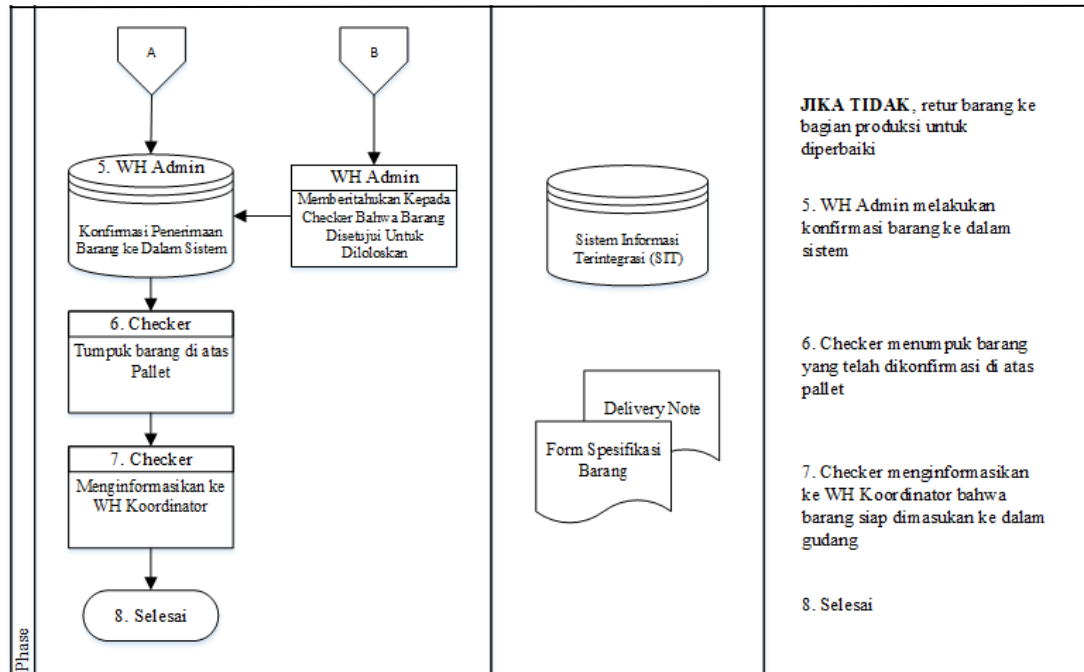 A
B
5. WH Admin
Konfirmasi Penerimaan
Barang ke Dalam Sistem
WH Admin
Memberitahukan Kepada
Checker Bahwa Barang
Disetujui Untuk
Diloloskan
6. Checker
Tumpuk barang di atas
Pallet
7. Checker
Menginformasikan ke
WH Koordinator
8. Selesai
Sistem Informasi
Terintegrasi (SIT)
Delivery Note
Form Spesifikasi
Barang
JIKA TIDAK, retur barang ke
bagian produksi untuk
diperbaiki
5. WH Admin melakukan
konfirmasi barang ke dalam
sistem
6. Checker menumpuk barang
yang telah dikonfirmasi di atas
pallet
7. Checker menginformasikan
ke WH Koordinator bahwa
barang siap dimasukan ke dalam
gudang
8. Selesai
Phase